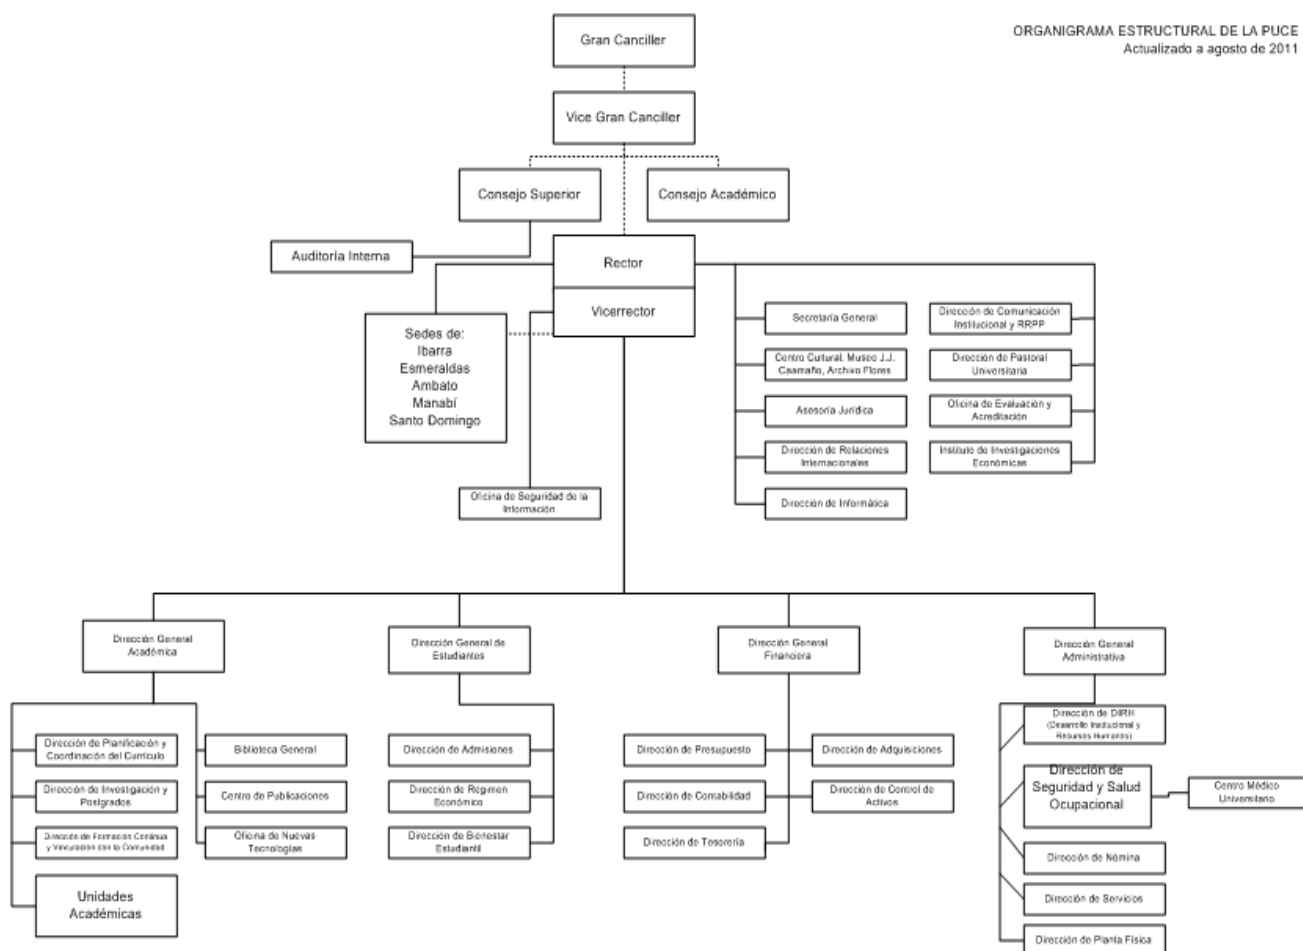 ORGANIGRAMA ESTRUCTURAL DE LA PUCE
Actualizado a agosto de 2011
Gran Canciller
Vice Gran Canciller
Consejo Superior
Consejo Académico
Auditoría Interna
Rector
Vicerrector
Sedes de:
Ibarra
Esmeraldas
Ambato
Manabí
Santo Domingo
Secretaría General
Dirección de Comunicación
Institucional y RRPP
Centro Cultural, Museo J.J.
Caamaño, Archivo Flores
Dirección de Pastoral
Universitaria
Asesoría Jurídica
Oficina de Evaluación y
Acreditación
Dirección de Relaciones
Internacionales
Instituto de Investigaciones
Económicas
Oficina de Seguridad de la
Información
Dirección de Informática
Dirección General
Académica
Dirección General de
Estudiantes
Dirección General
Financiera
Dirección General
Administrativa
Dirección de Planificación y
Coordinación del Currículo
Biblioteca General
Dirección de Investigación y
Postgrados
Centro de Publicaciones
Dirección de Formación Contínua
y Vinculación con la Comunidad
Oficina de Nuevas
Tecnologías
Unidades
Académicas
Dirección de Admisiones
Dirección de Régimen
Económico
Dirección de Bienestar
Estudiantil
Dirección de Presupuesto
Dirección de Adquisiciones
Dirección de Contabilidad
Dirección de Control de
Activos
Dirección de Tesorería
Dirección de DIRH
(Desarrollo Institucional y
Recursos Humanos)
Dirección de
Seguridad y Salud
Ocupacional
Centro Médico
Universitario
Dirección de Nómina
Dirección de Servicios
Dirección de Planta Física